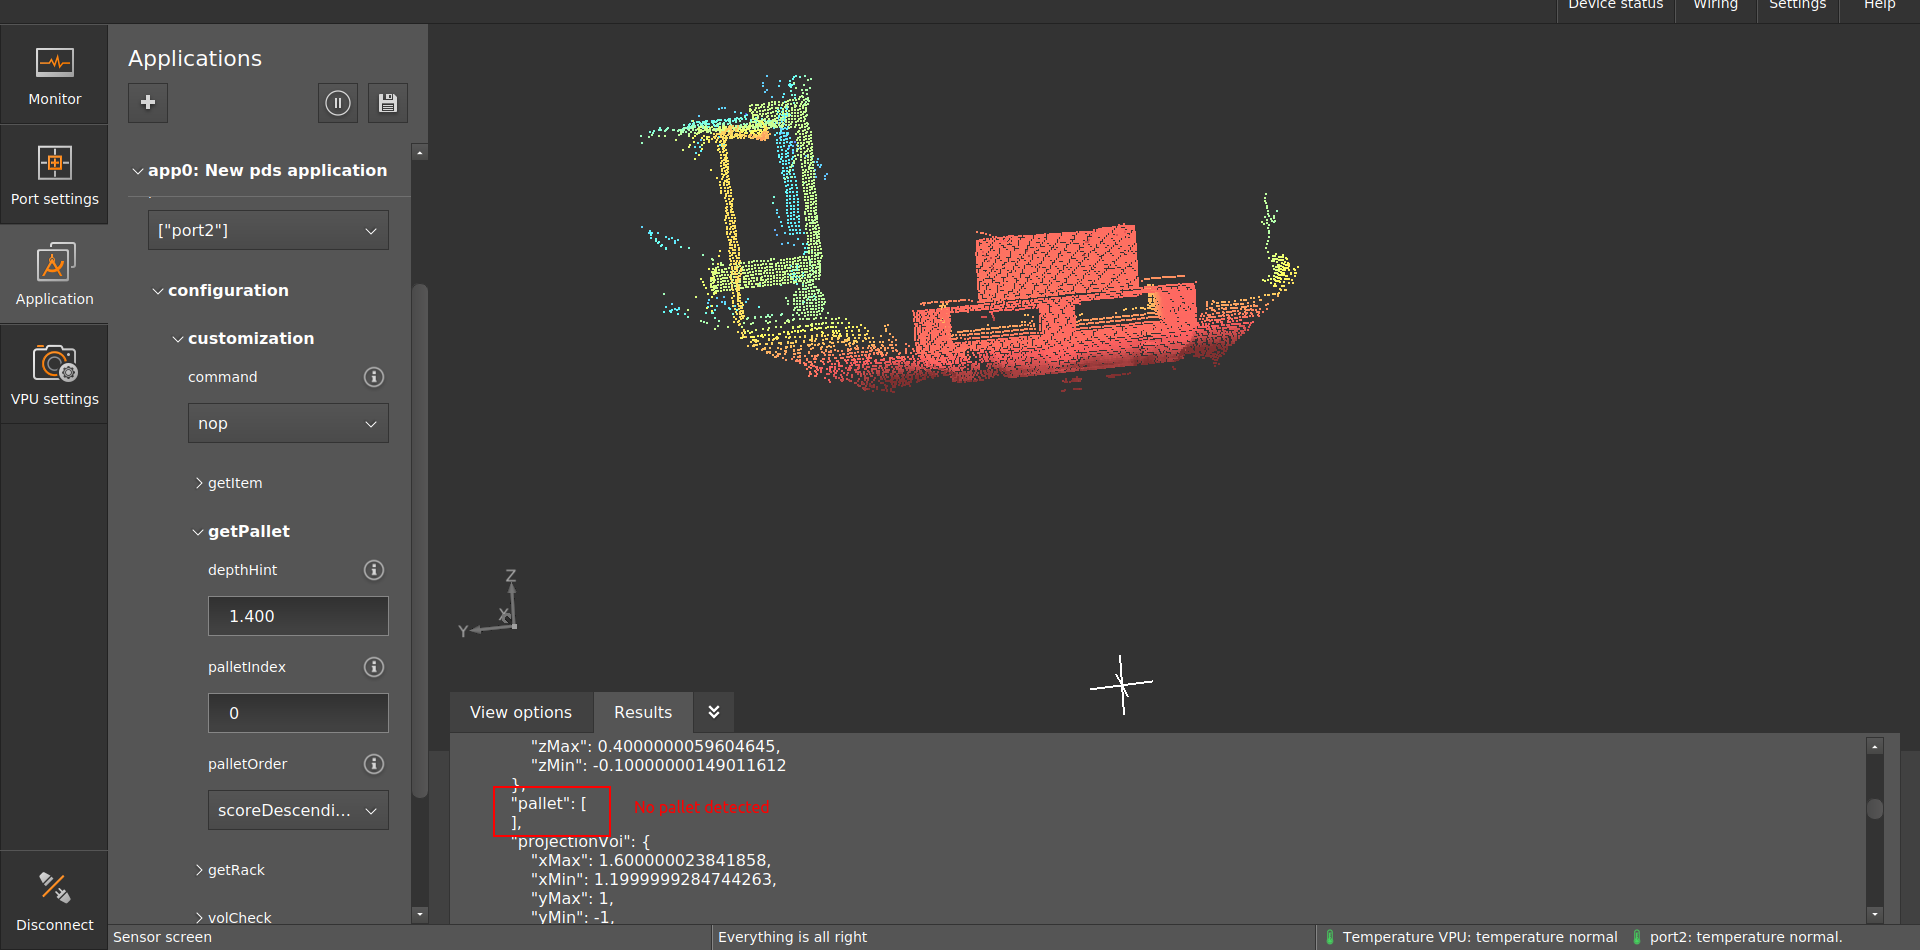 Device status
Wiring
Settings
Help
Monitor
Port settings
Application
VPU settings
Disconnect
Applications
app0: New pds application
["port2"]
configuration
customization
command
nop
getItem
getPallet
depthHint
1.400
palletIndex
0
palletOrder
scoreDescendi...
getRack
volCheck
Z
X
Y
View options
Results
"zMax": 0.4000000059604645,
"zMin": -0.10000000149011612
},
"pallet": [
],
No pallet detected
"projectionVoi": {
"xMax": 1.600000023841858,
"xMin": 1.1999999284744263,
"yMax": 1,
"yMin": -1,
Sensor screen
Everything is all right
Temperature VPU: temperature normal
port2: temperature normal.